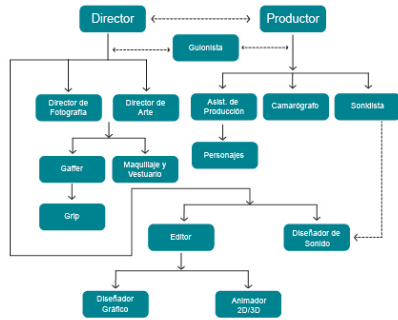 Director
Productor
Guionista
Director de
Fotografía
Director de
Arte
Asist. de
Producción
Camarógrafo
Sonidista
Gaffer
Maquillaje y
Vestuario
Personajes
Grip
Editor
Diseñador de
Sonido
Diseñador
Gráfico
Animador
2D/3D